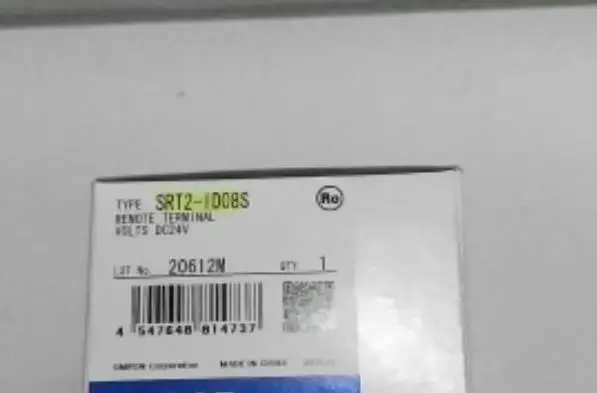 TYPE SRT2-ID08S
Ro
REMOTE TERMINAL
VOLTS DC24V
LOT No. 20612M QTY 1
4 547648 814737
OMRON Corporation MADE IN CHINA